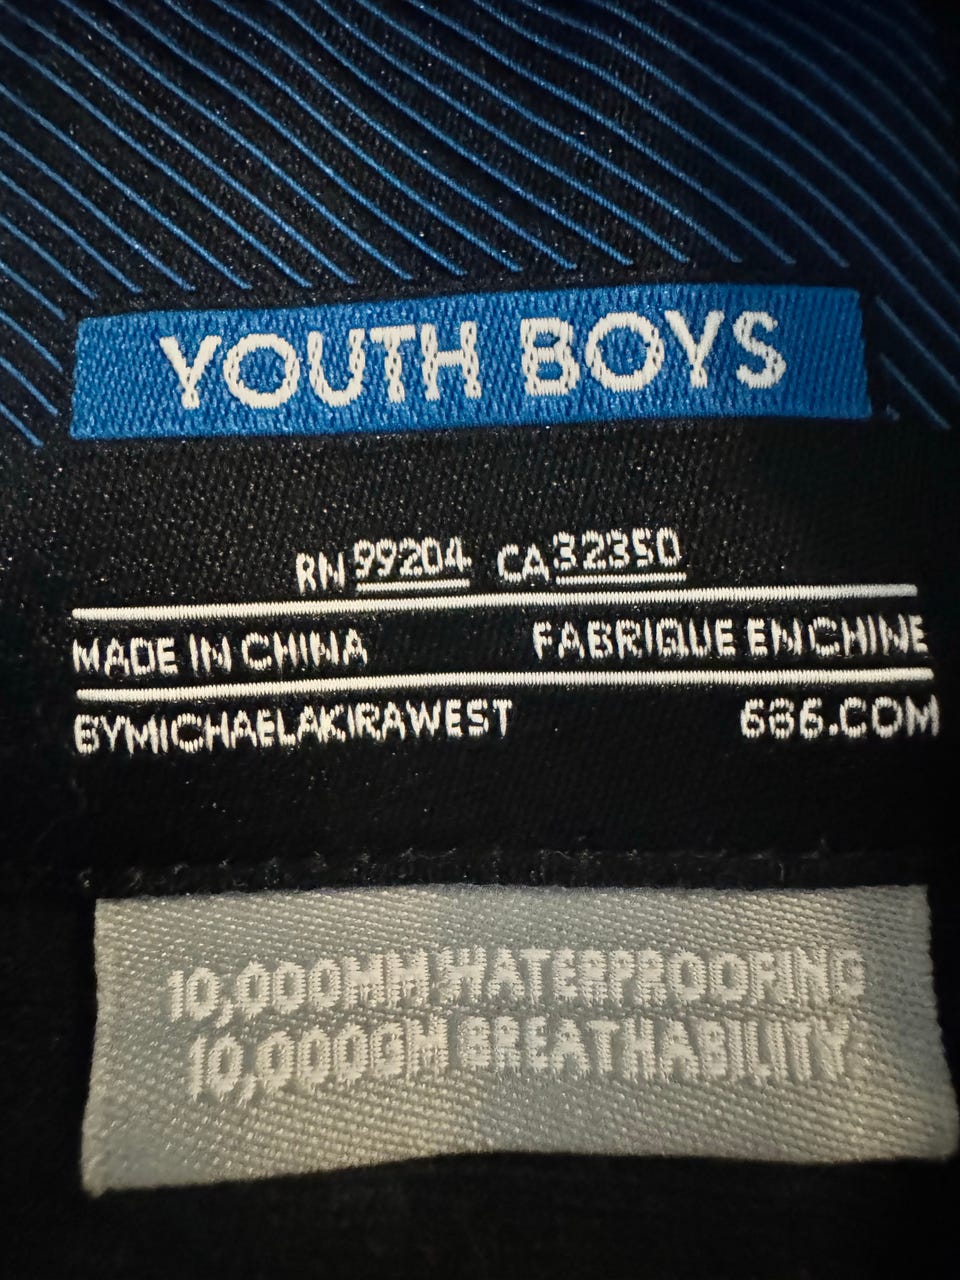 YOUTH BOYS
RN 99204 CA 32350
MADE IN CHINA FABRIQUE EN CHINE
BYMICHAELAKIRAWEST 686.COM
10,000MM WATERPROOFING
10,000GM BREATHABILITY